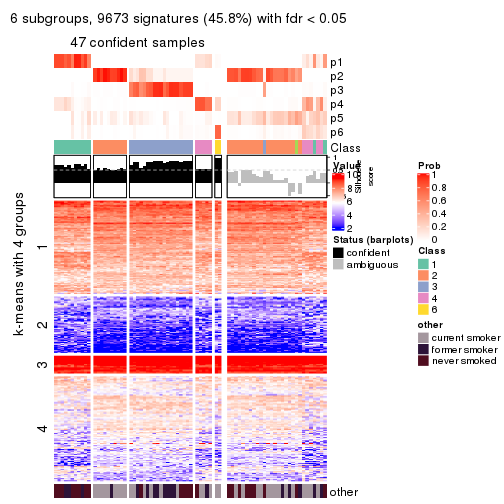 6 subgroups, 9673 signatures (45.8%) with fdr < 0.05
47 confident samples
p1
p2
p3
p4
p5
p6
Class
1
Silhouette
score
k-means with 4 groups
1
2
3
4
other
Value
10
8
6
4
2
Status (barplots)
confident
ambiguous
Prob
1
0.8
0.6
0.4
0.2
0
Class
1
2
3
4
6
other
current smoker
former smoker
never smoked